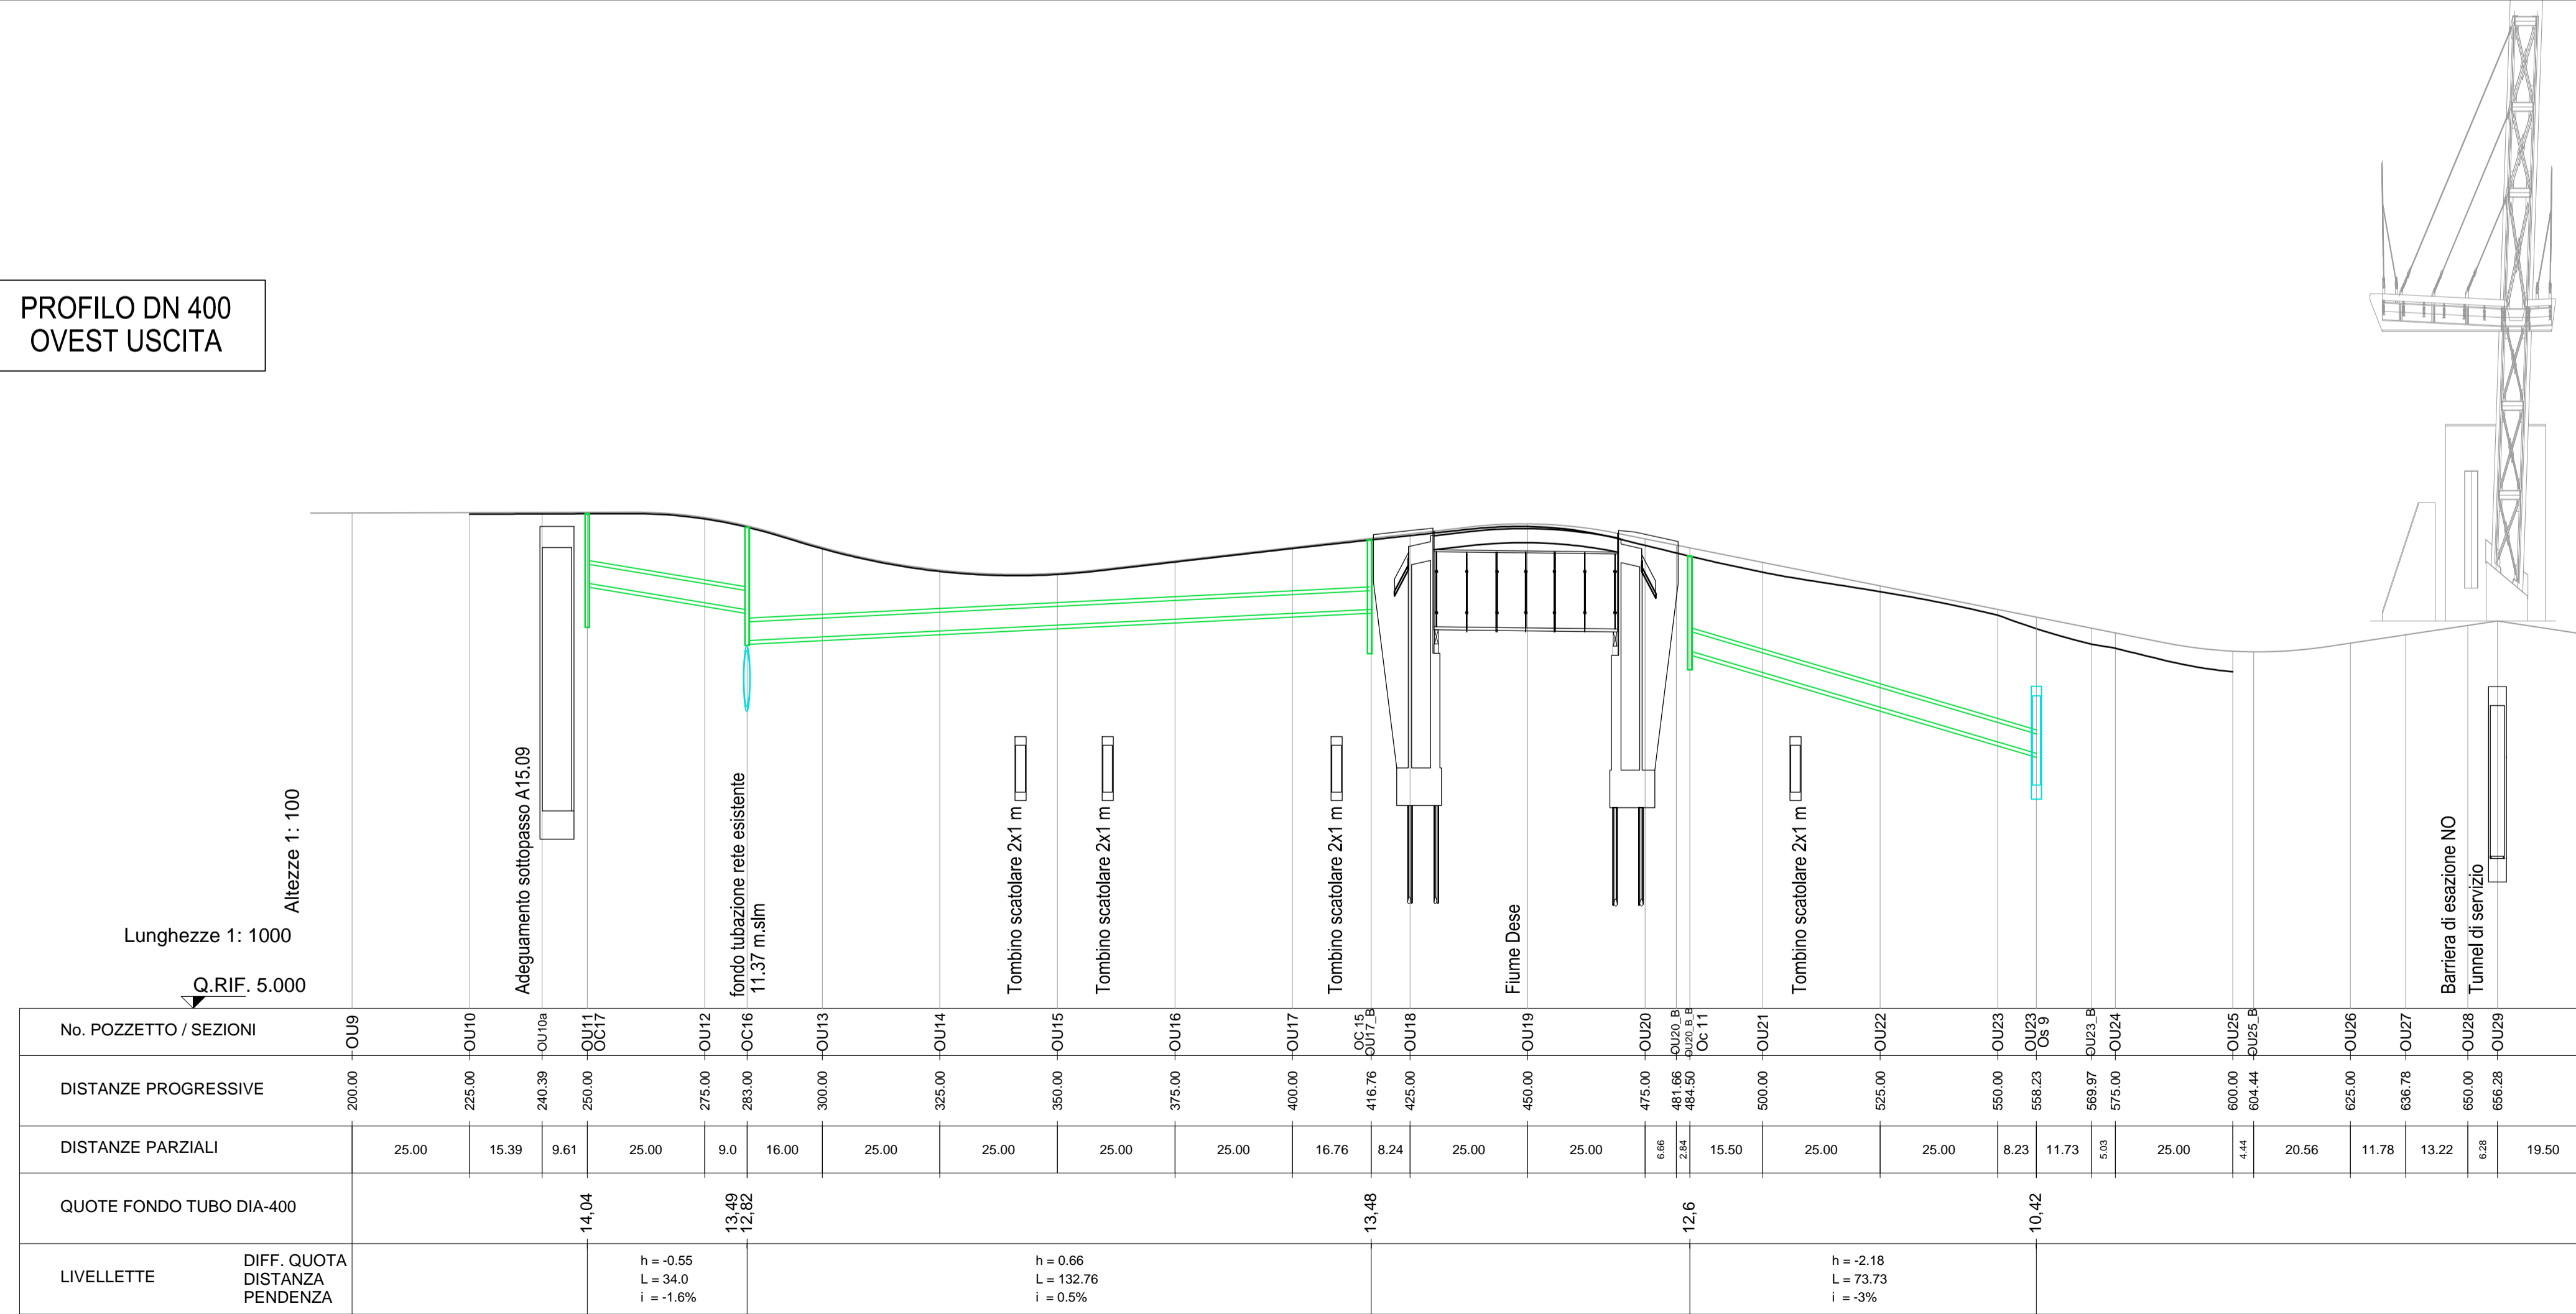 PROFILO DN 400
OVEST USCITA
Altezze 1: 100
Lunghezze 1: 1000
Q.RIF. 5.000
Adeguamento sottopasso A15.09
fondo tubazione rete esistente
11.37 m.slm
Tombino scatolare 2x1 m
Tombino scatolare 2x1 m
Tombino scatolare 2x1 m
Fiume Dese
Tombino scatolare 2x1 m
Barriera di esazione NO
Tunnel di servizio
No. POZZETTO / SEZIONI
OU9
OU10
OU10a
OU11
OC17
OU12
OC16
OU13
OU14
OU15
OU16
OU17
OC 15
OU17_B
OU18
OU19
OU20
OU20_B
OU20_B_B
Oc 11
OU21
OU22
OU23
OU23
Os 9
OU23_B
OU24
OU25
OU25_B
OU26
OU27
OU28
OU29
DISTANZE PROGRESSIVE
200.00
225.00
240.39
250.00
275.00
283.00
300.00
325.00
350.00
375.00
400.00
416.76
425.00
450.00
475.00
481.66
484.50
500.00
525.00
550.00
558.23
569.97
575.00
600.00
604.44
625.00
636.78
650.00
656.28
DISTANZE PARZIALI
25.00
15.39
9.61
25.00
9.0
16.00
25.00
25.00
25.00
25.00
16.76
8.24
25.00
25.00
6.66
2.84
15.50
25.00
25.00
8.23
11.73
5.03
25.00
4.44
20.56
11.78
13.22
6.28
19.50
QUOTE FONDO TUBO DIA-400
14,04
13,49
12,82
13,48
12,6
10,42
LIVELLETTE
DIFF. QUOTA
DISTANZA
PENDENZA
h = -0.55
L = 34.0
i = -1.6%
h = 0.66
L = 132.76
i = 0.5%
h = -2.18
L = 73.73
i = -3%